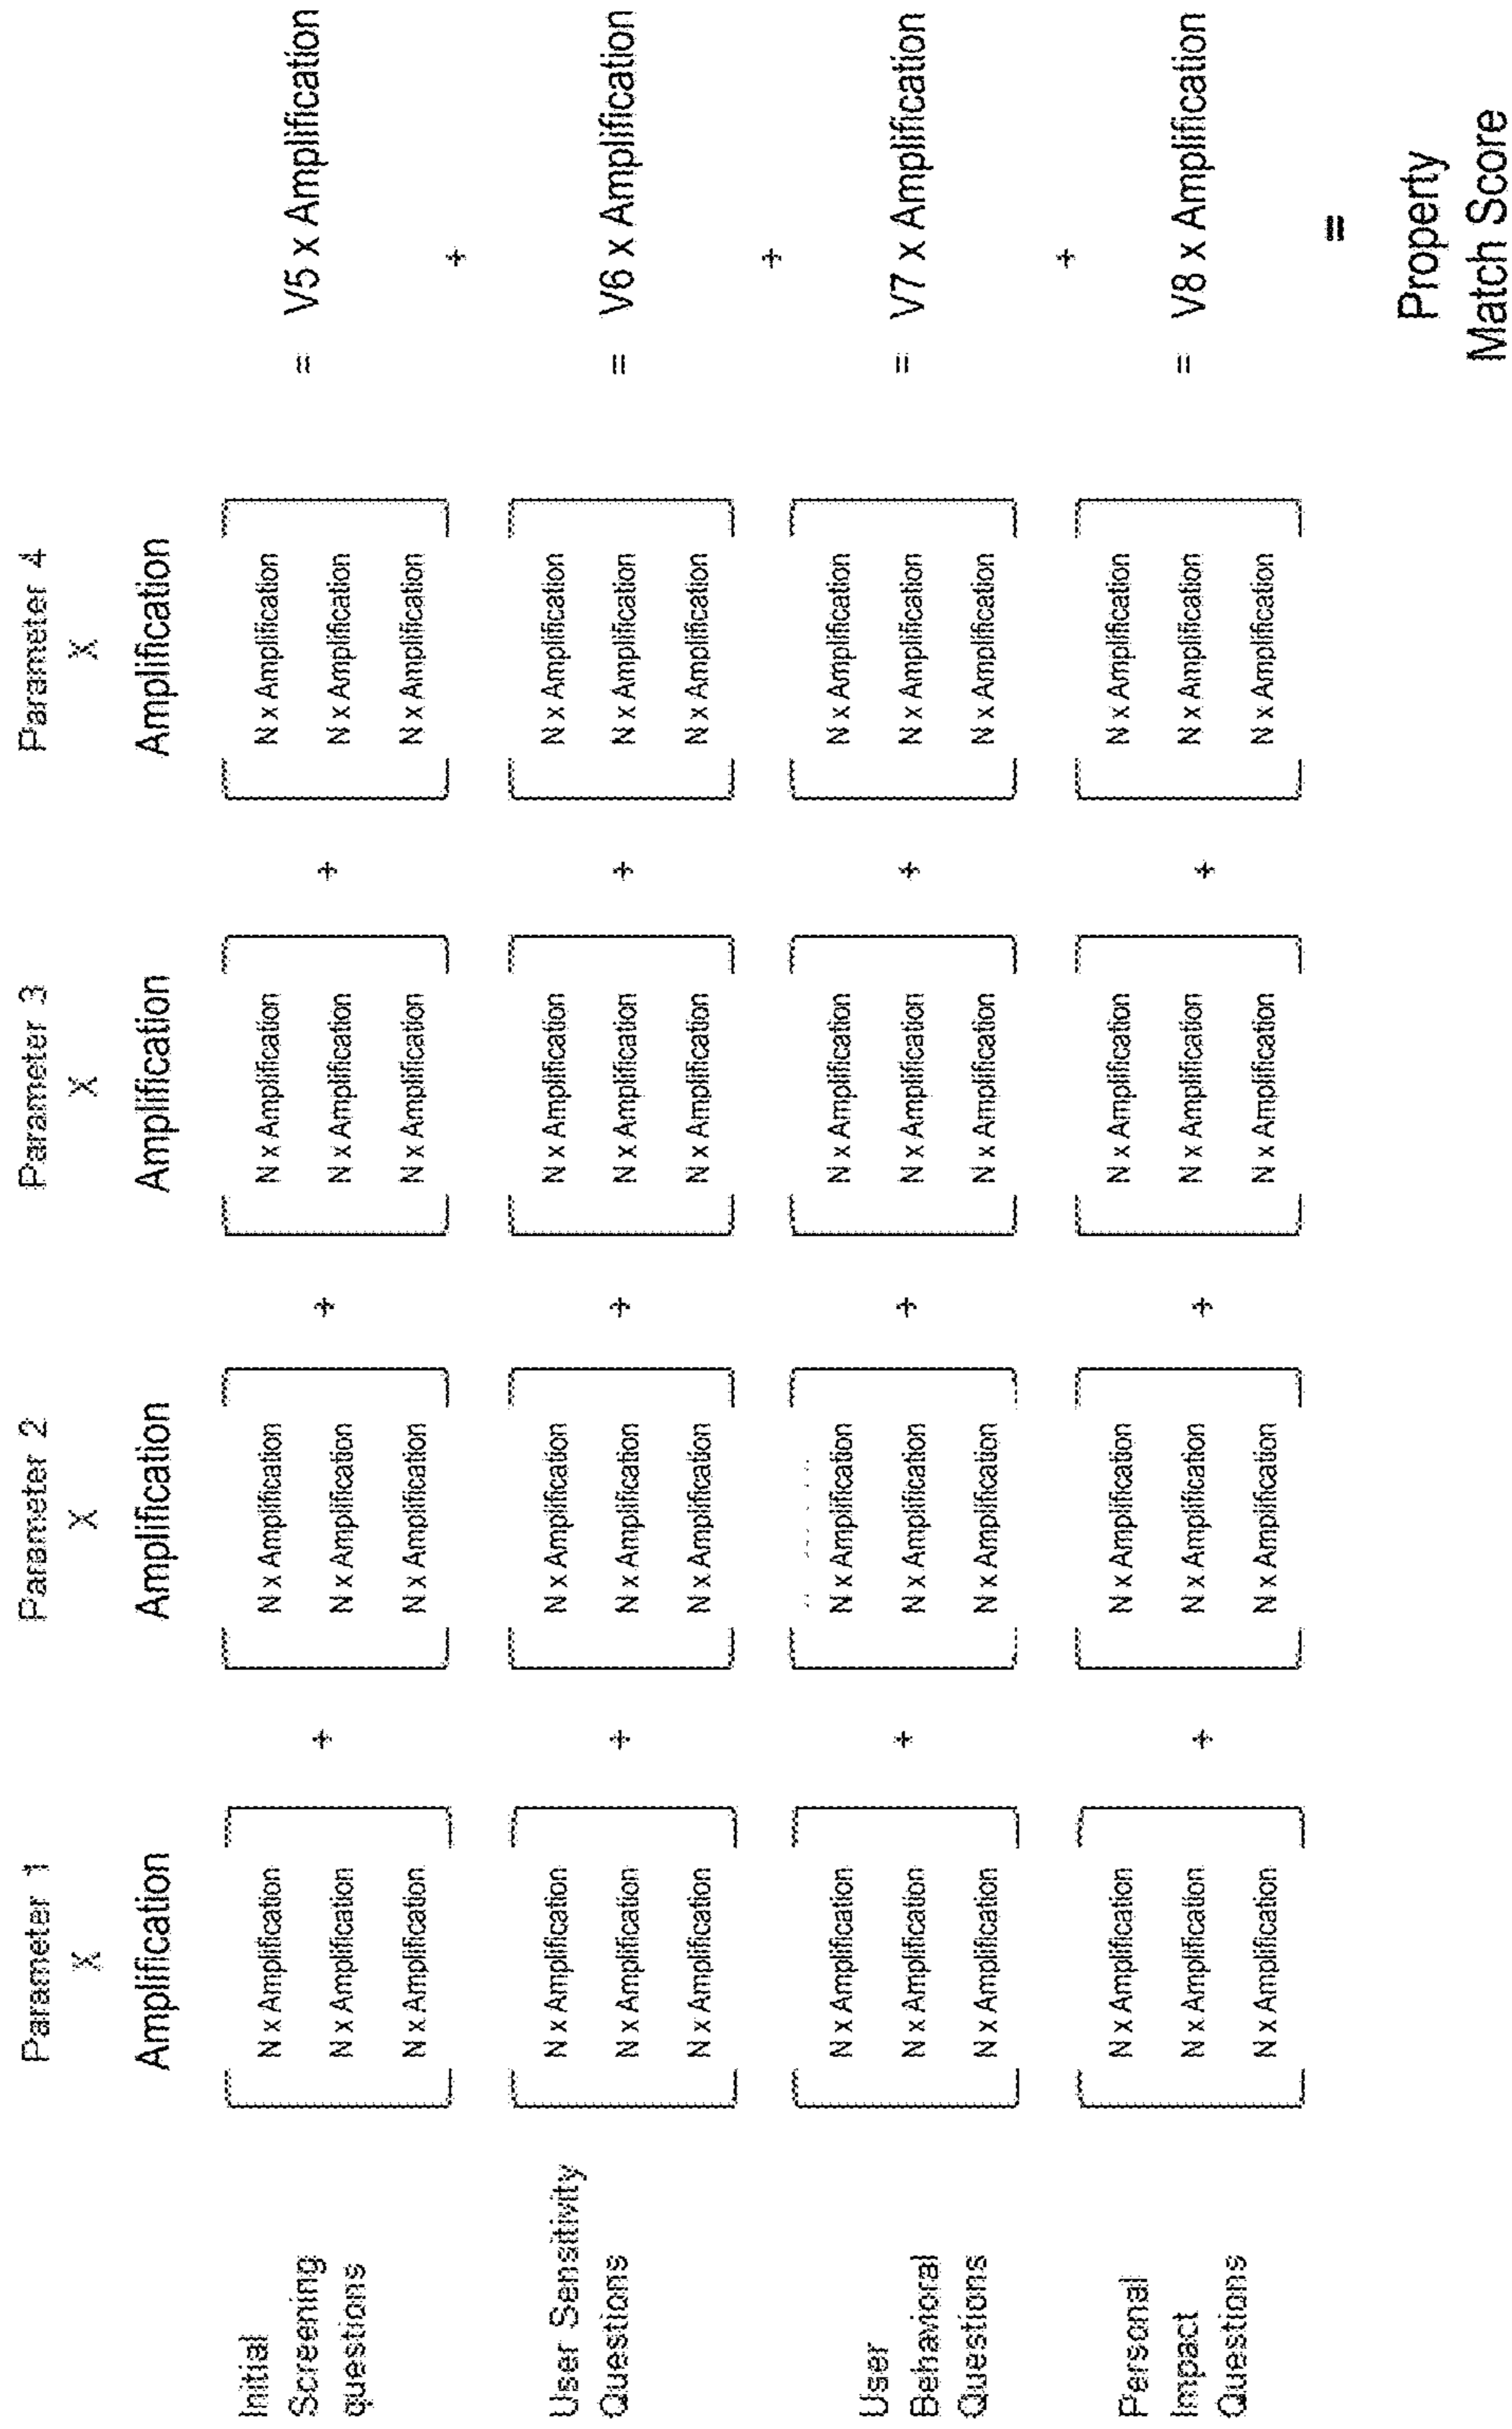 Parameter 1
X
Amplification
Parameter 2
X
Amplification
Parameter 3
X
Amplification
Parameter 4
X
Amplification
Initial
Screening
questions
N x Amplification
N x Amplification
N x Amplification
+
N x Amplification
N x Amplification
N x Amplification
+
N x Amplification
N x Amplification
N x Amplification
+
N x Amplification
N x Amplification
N x Amplification
= V5 x Amplification
+
User Sensitivity
Questions
N x Amplification
N x Amplification
N x Amplification
+
N x Amplification
N x Amplification
N x Amplification
+
N x Amplification
N x Amplification
N x Amplification
+
N x Amplification
N x Amplification
N x Amplification
= V6 x Amplification
+
User
Behavioral
Questions
N x Amplification
N x Amplification
N x Amplification
+
N x Amplification
N x Amplification
N x Amplification
+
N x Amplification
N x Amplification
N x Amplification
+
N x Amplification
N x Amplification
N x Amplification
= V7 x Amplification
+
Personal
Impact
Questions
N x Amplification
N x Amplification
N x Amplification
+
N x Amplification
N x Amplification
N x Amplification
+
N x Amplification
N x Amplification
N x Amplification
+
N x Amplification
N x Amplification
N x Amplification
= V8 x Amplification
=
Property
Match Score